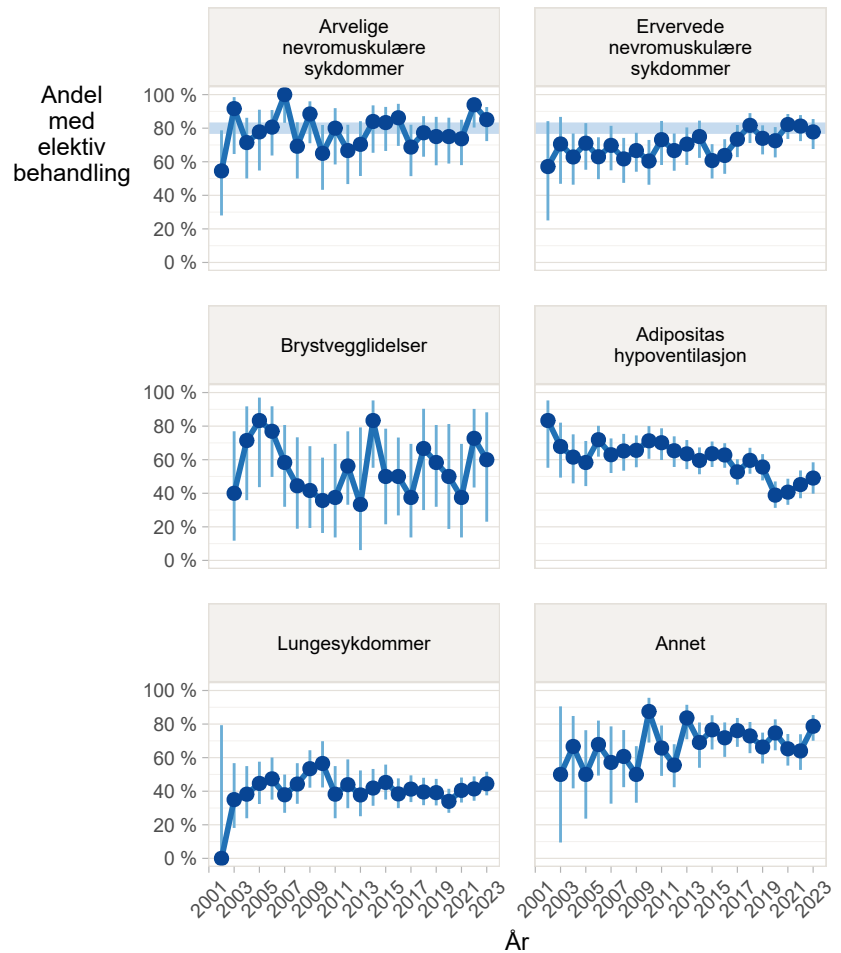 Andel
med
elektiv
behandling
Arvelige
nevromuskulære
sykdommer
Ervervede
nevromuskulære
sykdommer
100 %
80 %
60 %
40 %
20 %
0 %
Brystvegglidelser
Adipositas
hypoventilasjon
100 %
80 %
60 %
40 %
20 %
0 %
Lungesykdommer
Annet
100 %
80 %
60 %
40 %
20 %
0 %
2001 2003 2005 2007 2009 2011 2013 2015 2017 2019 2021 2023
2001 2003 2005 2007 2009 2011 2013 2015 2017 2019 2021 2023
År